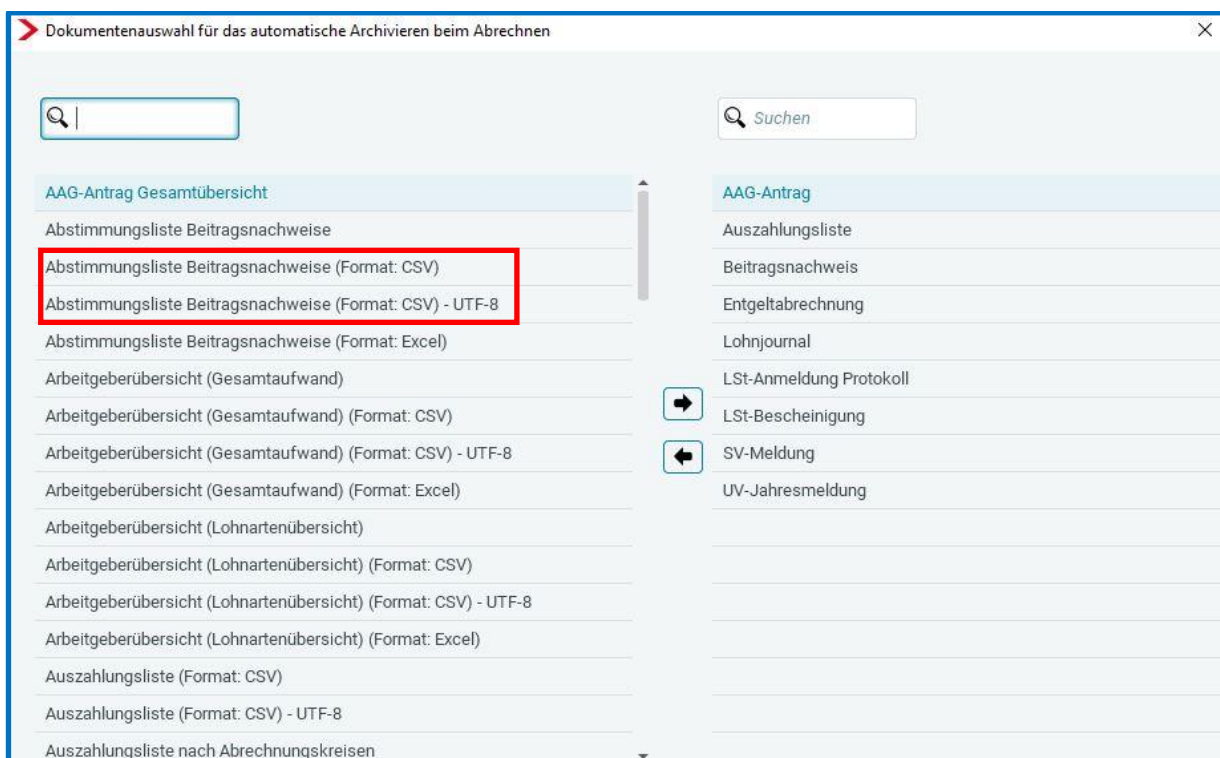 Dokumentenauswahl für das automatische Archivieren beim Abrechnen
Suchen
AAG-Antrag Gesamtübersicht
Abstimmungsliste Beitragsnachweise
Abstimmungsliste Beitragsnachweise (Format: CSV)
Abstimmungsliste Beitragsnachweise (Format: CSV) - UTF-8
Abstimmungsliste Beitragsnachweise (Format: Excel)
Arbeitgeberübersicht (Gesamtaufwand)
Arbeitgeberübersicht (Gesamtaufwand) (Format: CSV)
Arbeitgeberübersicht (Gesamtaufwand) (Format: CSV) - UTF-8
Arbeitgeberübersicht (Gesamtaufwand) (Format: Excel)
Arbeitgeberübersicht (Lohnartenübersicht)
Arbeitgeberübersicht (Lohnartenübersicht) (Format: CSV)
Arbeitgeberübersicht (Lohnartenübersicht) (Format: CSV) - UTF-8
Arbeitgeberübersicht (Lohnartenübersicht) (Format: Excel)
Auszahlungsliste (Format: CSV)
Auszahlungsliste (Format: CSV) - UTF-8
Auszahlungsliste nach Abrechnungskreisen
AAG-Antrag
Auszahlungsliste
Beitragsnachweis
Entgeltabrechnung
Lohnjournal
LSt-Anmeldung Protokoll
LSt-Bescheinigung
SV-Meldung
UV-Jahresmeldung